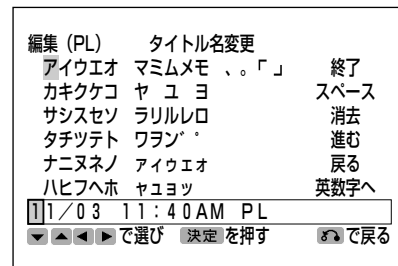 編集（PL） タイトル名変更
アイウエオ マミムメモ 、。「」 終了
カキクケコ ヤ ユ ヨ スペース
サシスセソ ラリルレロ 消去
タチツテト ワヲン゛゜ 進む
ナニヌネノ ァィゥェォ 戻る
ハヒフヘホ ャュョッ 英数字へ
11／03 11：40AM PL
▼▲◀▶で選び 決定を押す で戻る